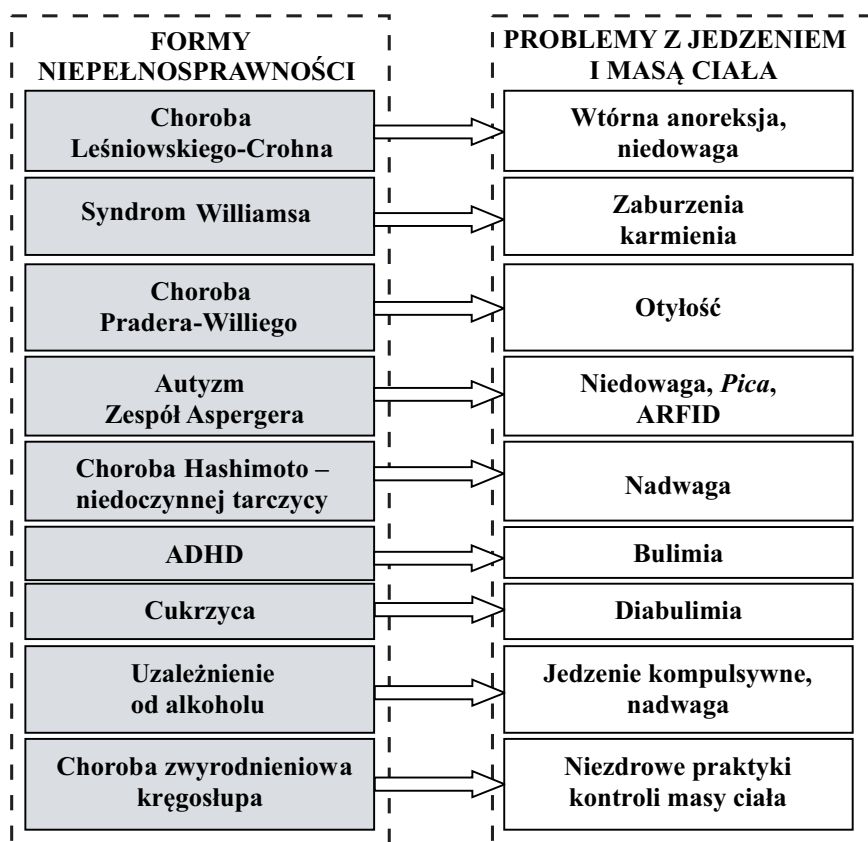 FORMY
NIEPEŁNOSPRAWNOŚCI
PROBLEMY Z JEDZENIEM
I MASĄ CIAŁA
Choroba
Leśniowskiego-Crohna
Wtórna anoreksja,
niedowaga
Syndrom Williamsa
Zaburzenia
karmienia
Choroba
Pradera-Williego
Otyłość
Autyzm
Zespół Aspergera
Niedowaga, Pica,
ARFID
Choroba Hashimoto –
niedoczynnej tarczycy
Nadwaga
ADHD
Bulimia
Cukrzyca
Diabulimia
Uzależnienie
od alkoholu
Jedzenie kompulsywne,
nadwaga
Choroba zwyrodnieniowa
kręgosłupa
Niezdrowe praktyki
kontroli masy ciała